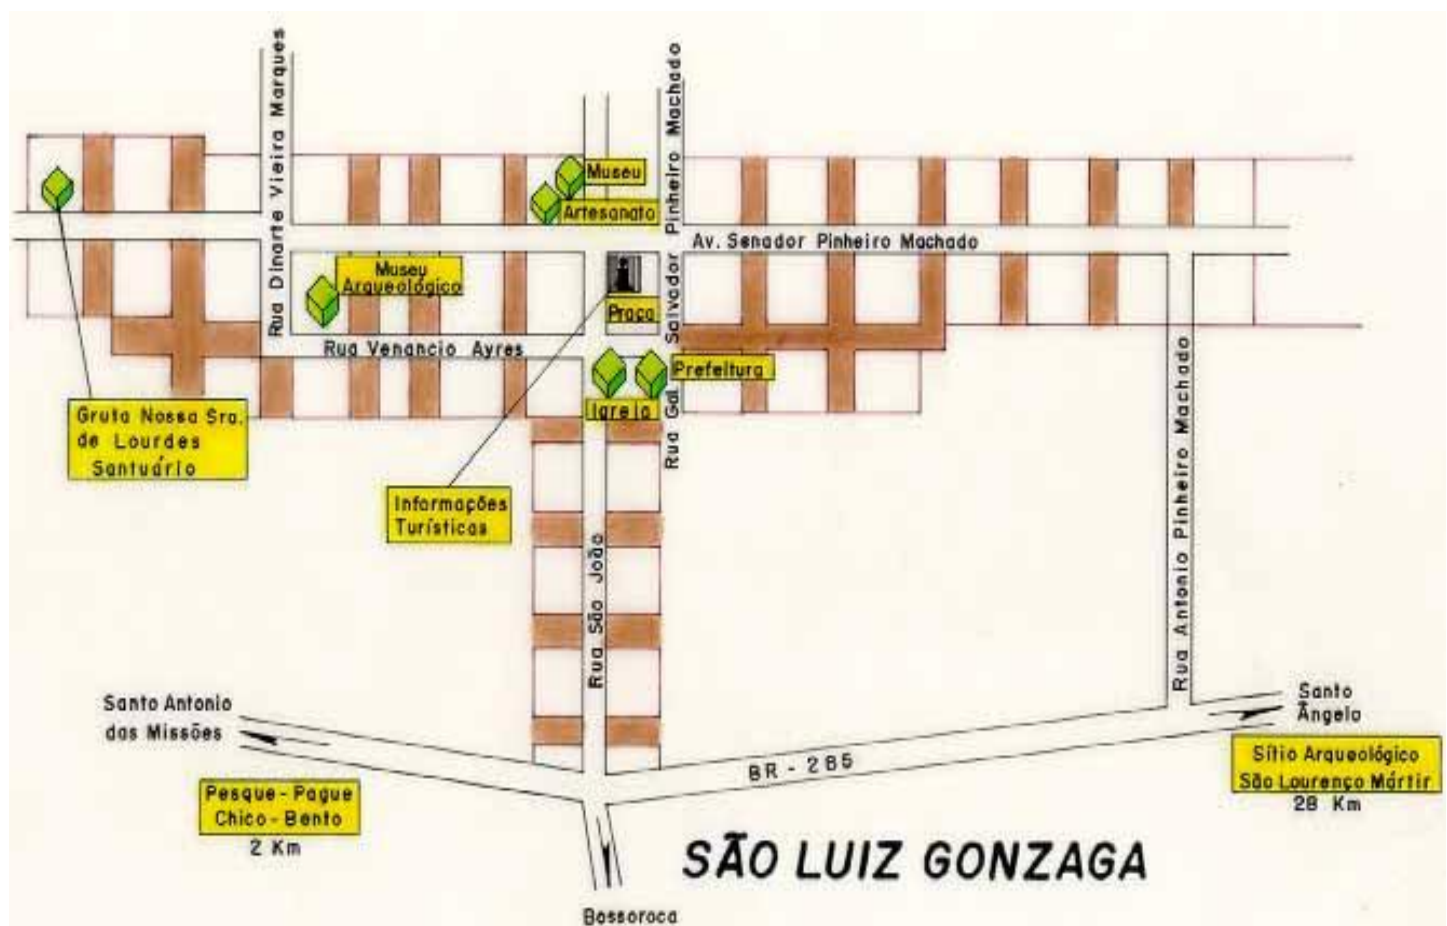 Rua Dinarte Vieira Marques
Rua Gal. Salvador Pinheiro Machado
Museu
Artesanato
Av. Senador Pinheiro Machado
Museu
Arqueológico
Praça
Rua Venancio Ayres
Prefeitura
Igreja
Gruta Nossa Sra.
de Lourdes
Santuário
Informações
Turísticas
Rua São João
Rua Antonio Pinheiro Machado
Santo Antonio
das Missões
Santo
Ângelo
BR - 285
Sítio Arqueológico
São Lourenço Mártir
28 Km
Pesque - Pague
Chico - Bento
2 Km
SÃO LUIZ GONZAGA
Bossoroca